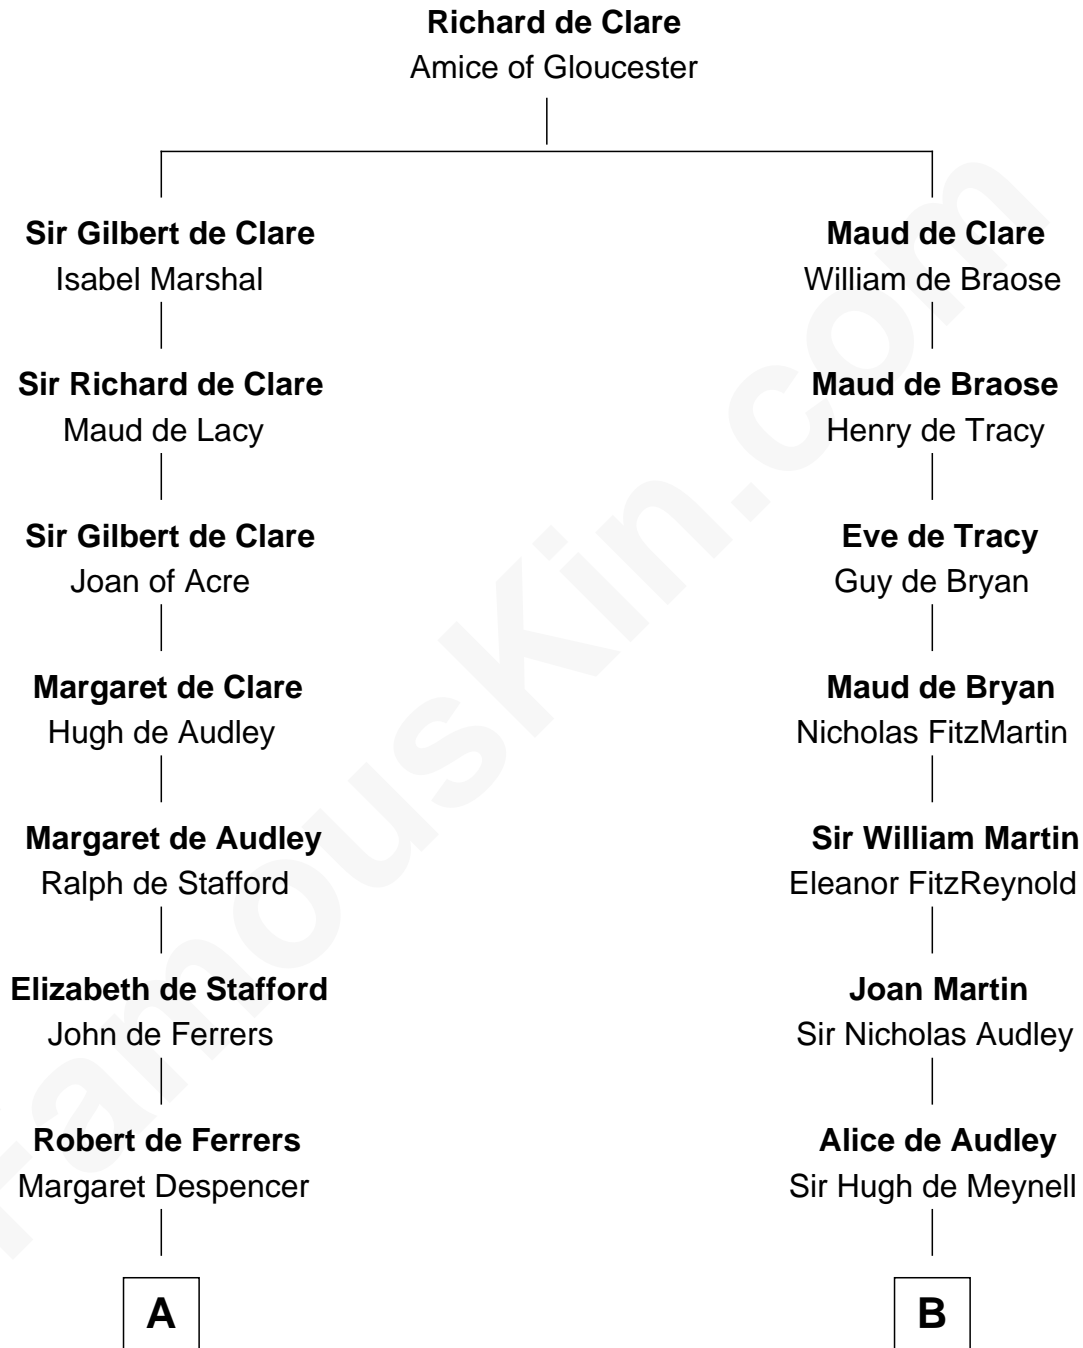 Richard de Clare
Amice of Gloucester
Sir Gilbert de Clare
Isabel Marshal
Maud de Clare
William de Braose
Sir Richard de Clare
Maud de Lacy
Maud de Braose
Henry de Tracy
Sir Gilbert de Clare
Joan of Acre
Eve de Tracy
Guy de Bryan
Margaret de Clare
Hugh de Audley
Maud de Bryan
Nicholas FitzMartin
Margaret de Audley
Ralph de Stafford
Sir William Martin
Eleanor FitzReynold
Elizabeth de Stafford
John de Ferrers
Joan Martin
Sir Nicholas Audley
Robert de Ferrers
Margaret Despencer
Alice de Audley
Sir Hugh de Meynell
A
B
FamousKin.com